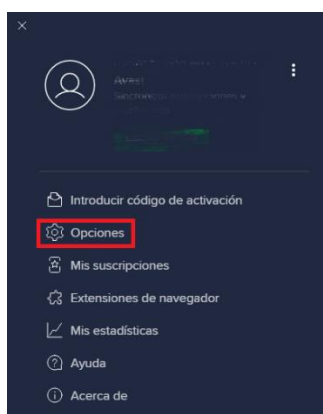 Introducir código de activación
Opciones
Mis suscripciones
Extensiones de navegador
Mis estadísticas
Ayuda
Acerca de